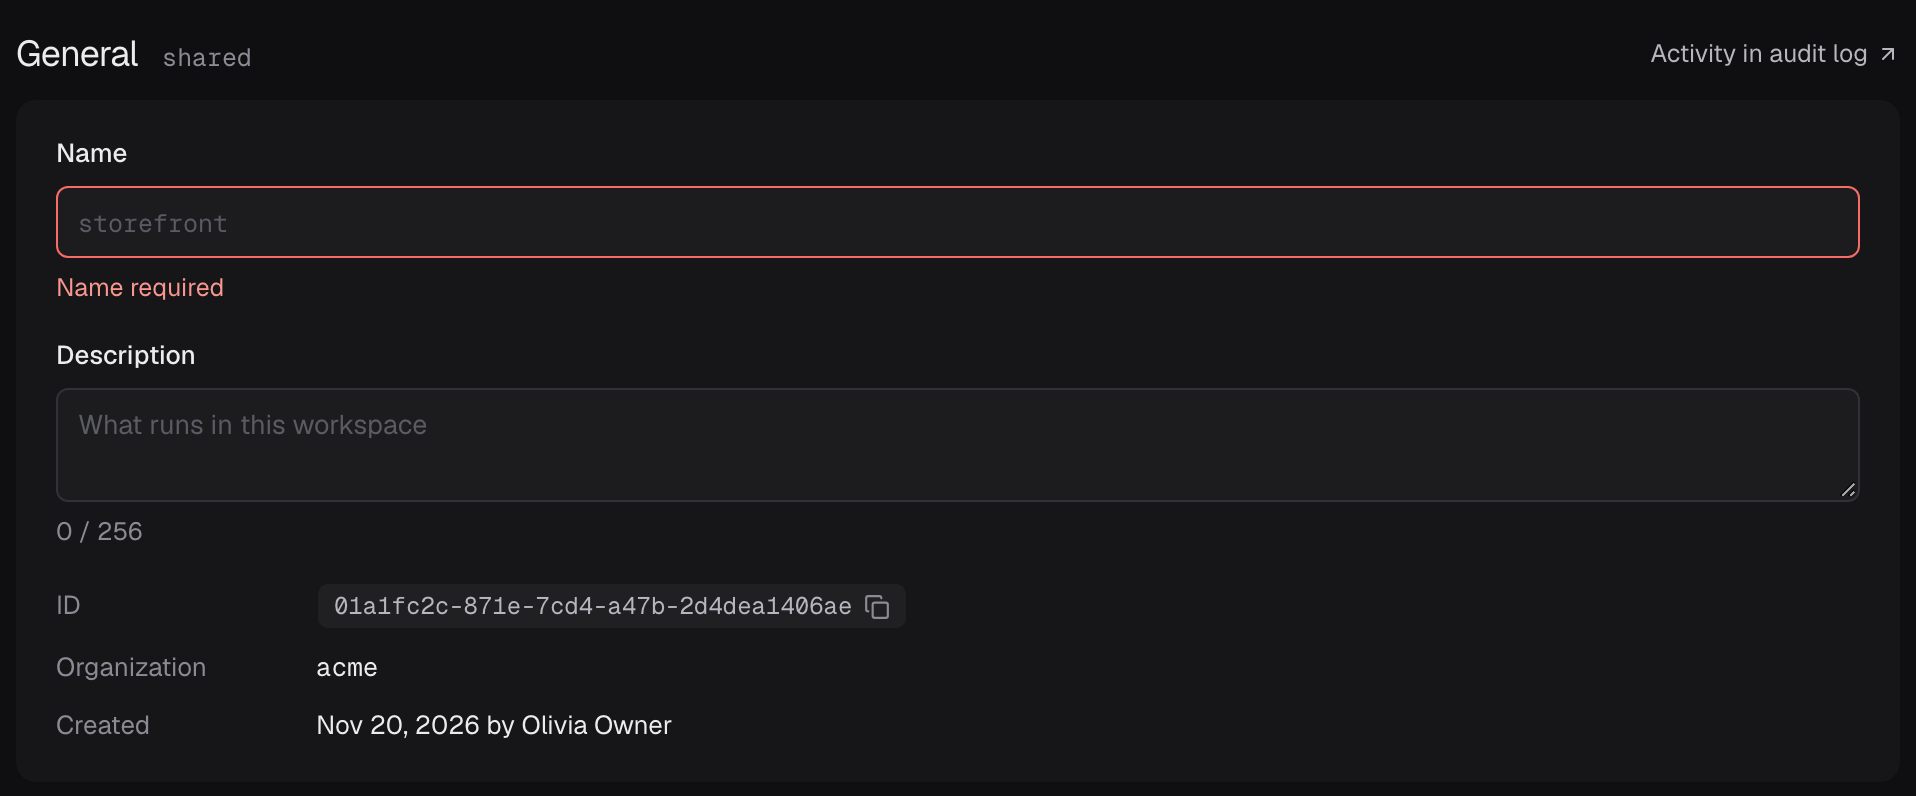 General shared
Activity in audit log
Name
storefront
Name required
Description
What runs in this workspace
0 / 256
ID 01a1fc2c-871e-7cd4-a47b-2d4dea1406ae
Organization acme
Created Nov 20, 2026 by Olivia Owner